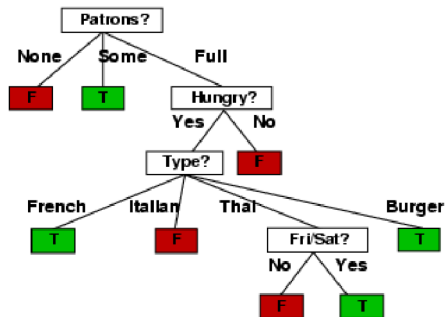 Patrons?
None Some Full
F T Hungry?
Yes No
Type? F
French Italian Thai Burger
T F Fri/Sat? T
No Yes
F T